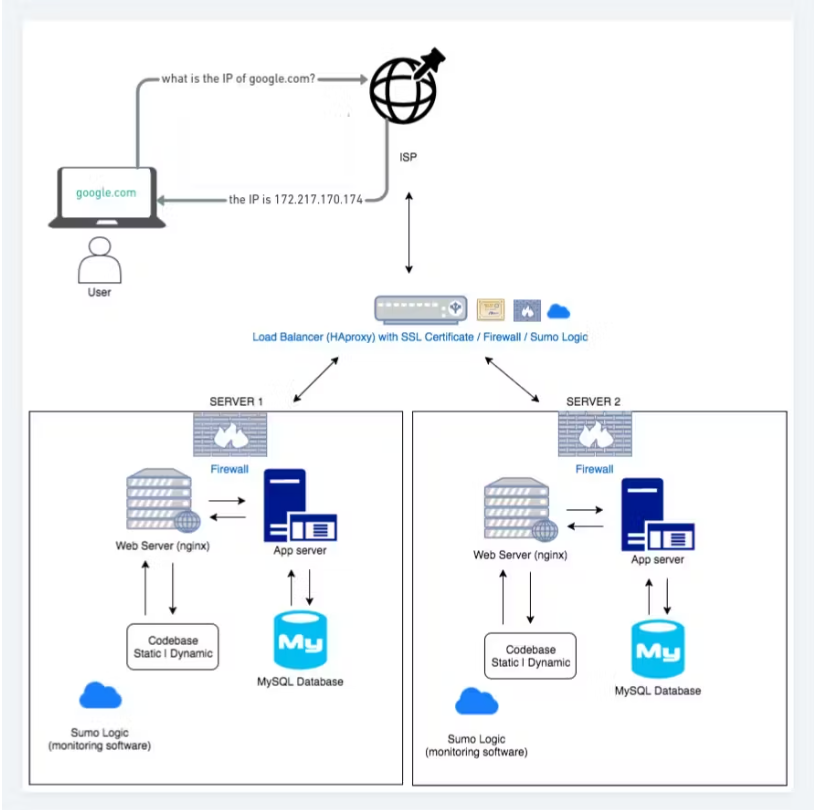 what is the IP of google.com?
ISP
google.com
the IP is 172.217.170.174
User
Load Balancer (HAproxy) with SSL Certificate / Firewall / Sumo Logic
SERVER 1
Firewall
Web Server (nginx)
App server
Codebase
Static | Dynamic
My
MySQL Database
Sumo Logic
(monitoring software)
SERVER 2
Firewall
Web Server (nginx)
App server
Codebase
Static | Dynamic
My
MySQL Database
Sumo Logic
(monitoring software)